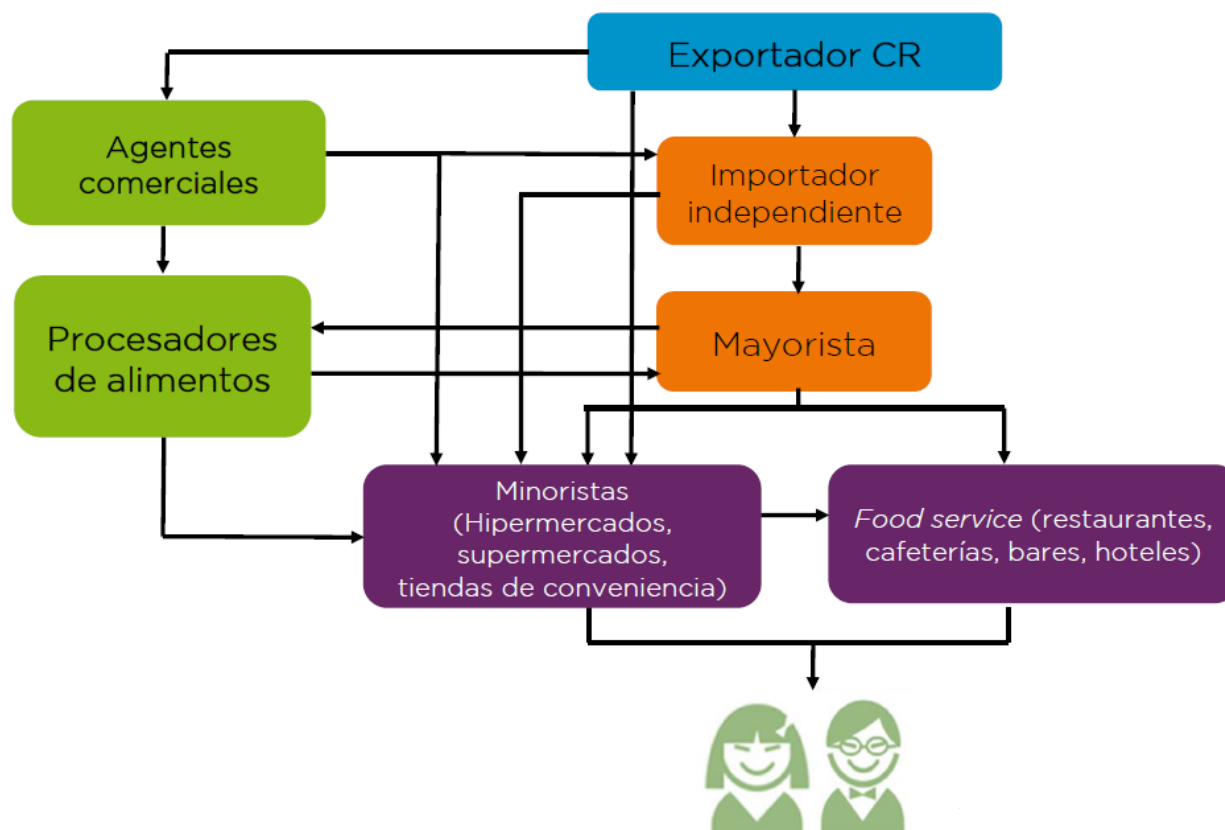 Exportador CR
Agentes
comerciales
Importador
independiente
Procesadores
de alimentos
Mayorista
Minoristas
(Hipermercados,
supermercados,
tiendas de conveniencia)
Food service (restaurantes,
cafeterías, bares, hoteles)